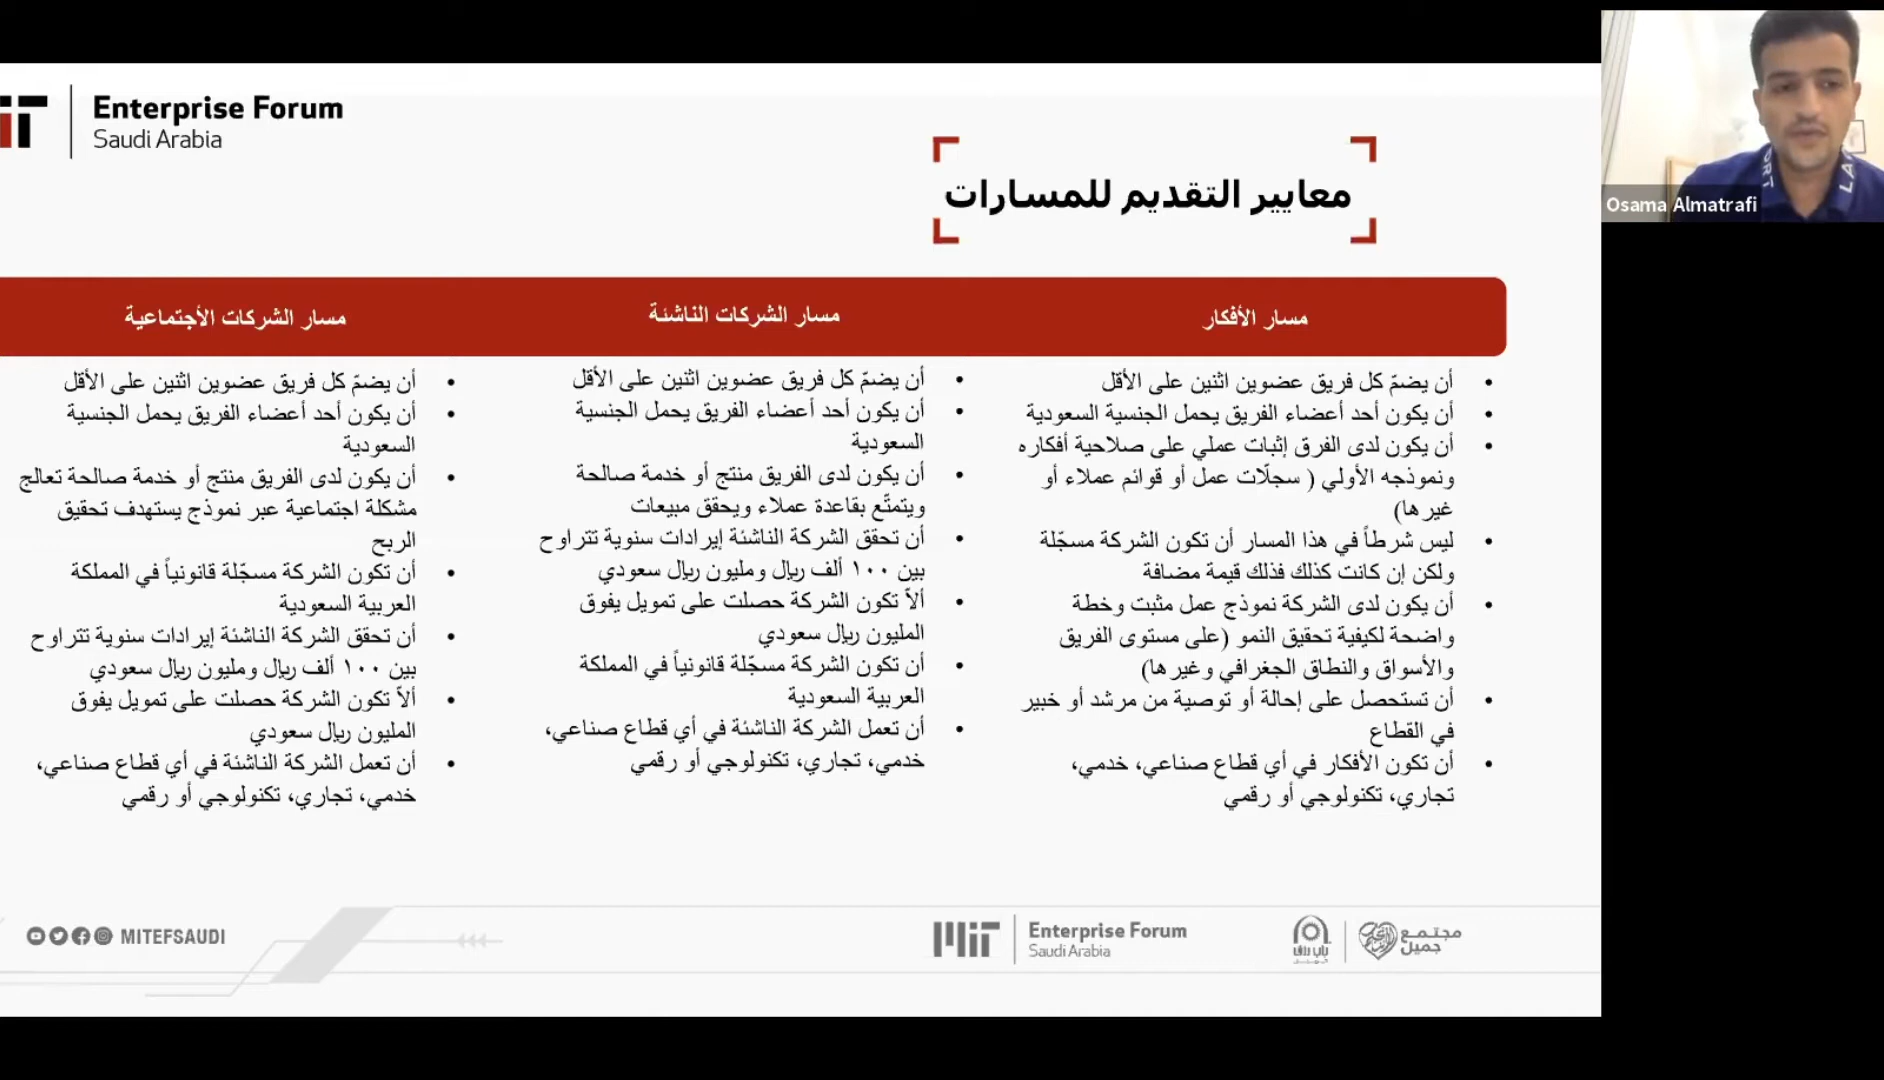 Enterprise Forum
Saudi Arabia
Osama Almatrafi
معايير التقديم للمسارات
مسار الأفكار
• أن يضمّ كل فريق عضوين اثنين على الأقل
• أن يكون أحد أعضاء الفريق يحمل الجنسية السعودية
• أن يكون لدى الفرق إثبات عملي على صلاحية أفكاره
ونموذجه الأولي ( سجلّات عمل أو قوائم عملاء أو
غيرها)
• ليس شرطاً في هذا المسار أن تكون الشركة مسجّلة
ولكن إن كانت كذلك فذلك قيمة مضافة
• أن يكون لدى الشركة نموذج عمل مثبت وخطة
واضحة لكيفية تحقيق النمو (على مستوى الفريق
والأسواق والنطاق الجغرافي وغيرها)
• أن تستحصل على إحالة أو توصية من مرشد أو خبير
في القطاع
• أن تكون الأفكار في أي قطاع صناعي، خدمي،
تجاري، تكنولوجي أو رقمي
مسار الشركات الناشئة
• أن يضمّ كل فريق عضوين اثنين على الأقل
• أن يكون أحد أعضاء الفريق يحمل الجنسية
السعودية
• أن يكون لدى الفريق منتج أو خدمة صالحة
ويتمتّع بقاعدة عملاء ويحقق مبيعات
• أن تحقق الشركة الناشئة إيرادات سنوية تتراوح
بين ١٠٠ ألف ريال ومليون ريال سعودي
• ألاّ تكون الشركة حصلت على تمويل يفوق
المليون ريال سعودي
• أن تكون الشركة مسجّلة قانونياً في المملكة
العربية السعودية
• أن تعمل الشركة الناشئة في أي قطاع صناعي،
خدمي، تجاري، تكنولوجي أو رقمي
مسار الشركات الأجتماعية
• أن يضمّ كل فريق عضوين اثنين على الأقل
• أن يكون أحد أعضاء الفريق يحمل الجنسية
السعودية
• أن يكون لدى الفريق منتج أو خدمة صالحة تعالج
مشكلة اجتماعية عبر نموذج يستهدف تحقيق
الربح
• أن تكون الشركة مسجّلة قانونياً في المملكة
العربية السعودية
• أن تحقق الشركة الناشئة إيرادات سنوية تتراوح
بين ١٠٠ ألف ريال ومليون ريال سعودي
• ألاّ تكون الشركة حصلت على تمويل يفوق
المليون ريال سعودي
• أن تعمل الشركة الناشئة في أي قطاع صناعي،
خدمي، تجاري، تكنولوجي أو رقمي
MITEFSAUDI
MIT
Enterprise Forum
Saudi Arabia
باب رزق
مجتمع
جميل